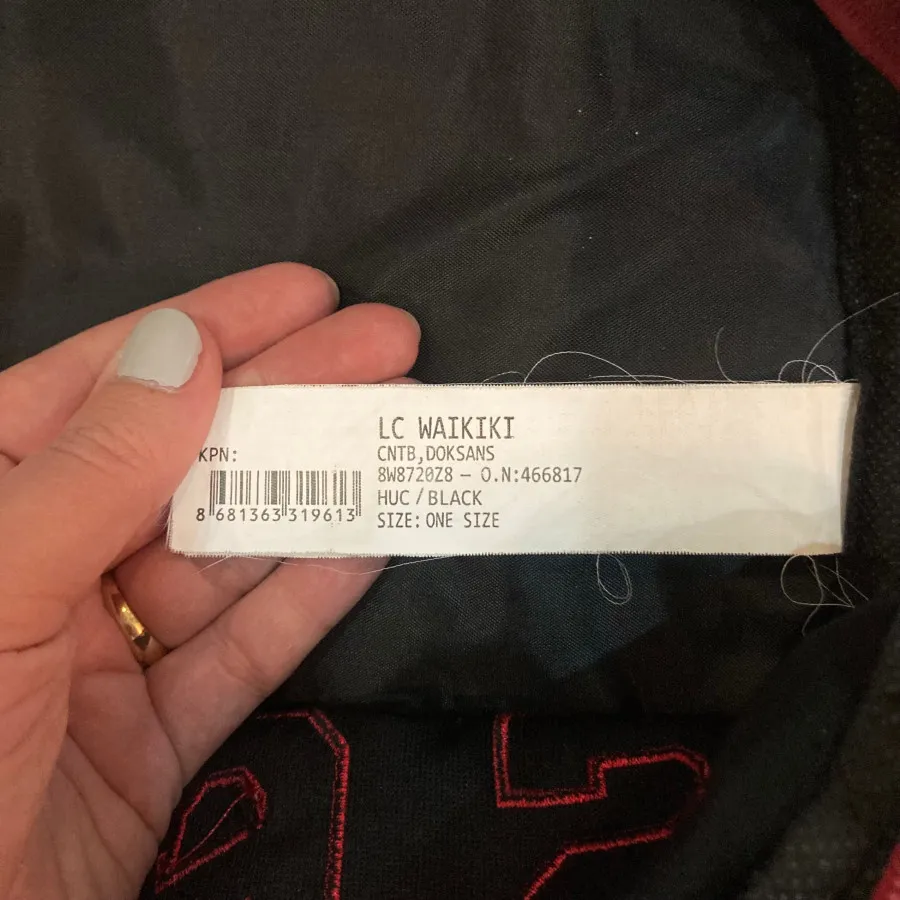 LC WAIKIKI
KPN:
CNTB,DOKSANS
8W8720Z8 – O.N:466817
HUC / BLACK
SIZE: ONE SIZE
8 681363 319613